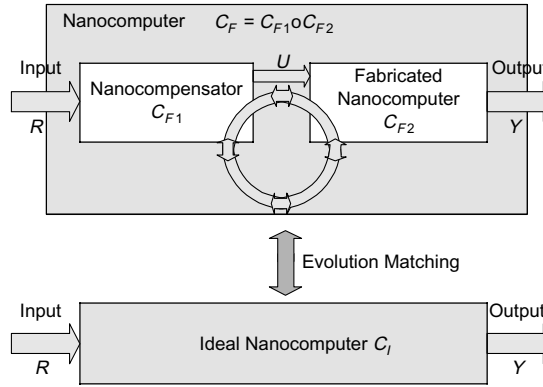 Nanocomputer C_F = C_F1 o C_F2
Input
U
Output
Nanocompensator
C_F1
Fabricated
Nanocomputer
C_F2
R
Y
Evolution Matching
Input
Output
Ideal Nanocomputer C_I
R
Y